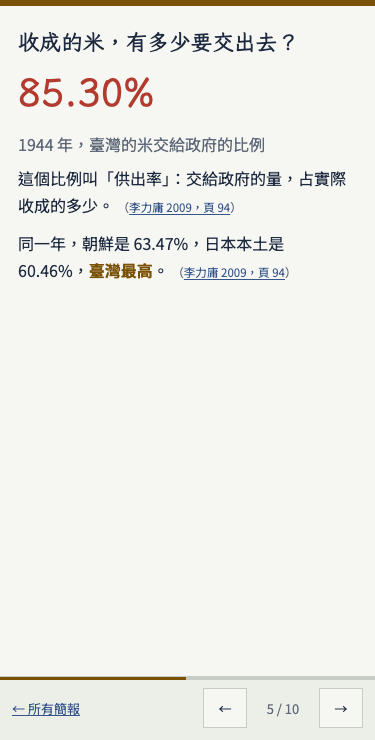 收成的米，有多少要交出去？
85.30%
1944 年，臺灣的米交給政府的比例
這個比例叫「供出率」：交給政府的量，占實際
收成的多少。（李力庸 2009，頁 94）
同一年，朝鮮是 63.47%，日本本土是
60.46%，臺灣最高。（李力庸 2009，頁 94）
← 所有簡報
←
5 / 10
→